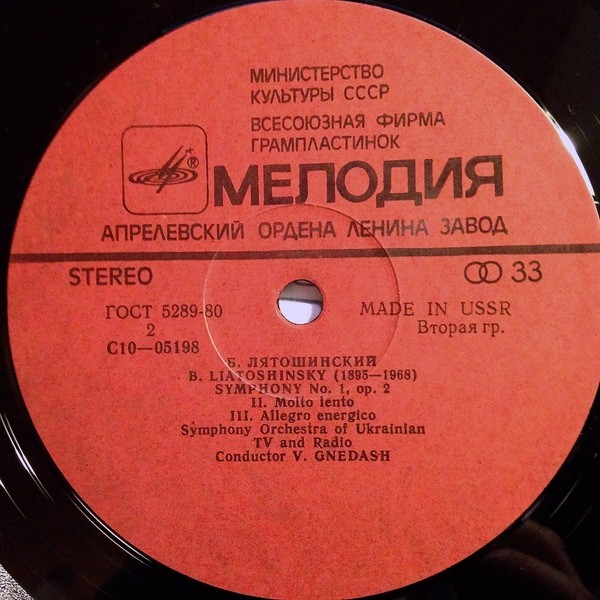 МИНИСТЕРСТВО
КУЛЬТУРЫ СССР
ВСЕСОЮЗНАЯ ФИРМА
ГРАМПЛАСТИНОК
®
МЕЛОДИЯ
АПРЕЛЕВСКИЙ ОРДЕНА ЛЕНИНА ЗАВОД
STEREO
33
ГОСТ 5289-80
MADE IN USSR
2
Вторая гр.
С10—05198
Б. ЛЯТОШИНСКИЙ
B. LIATOSHINSKY (1895—1968)
SYMPHONY No. 1, op. 2
II. Molto lento
III. Allegro energico
Symphony Orchestra of Ukrainian
TV and Radio
Conductor V. GNEDASH